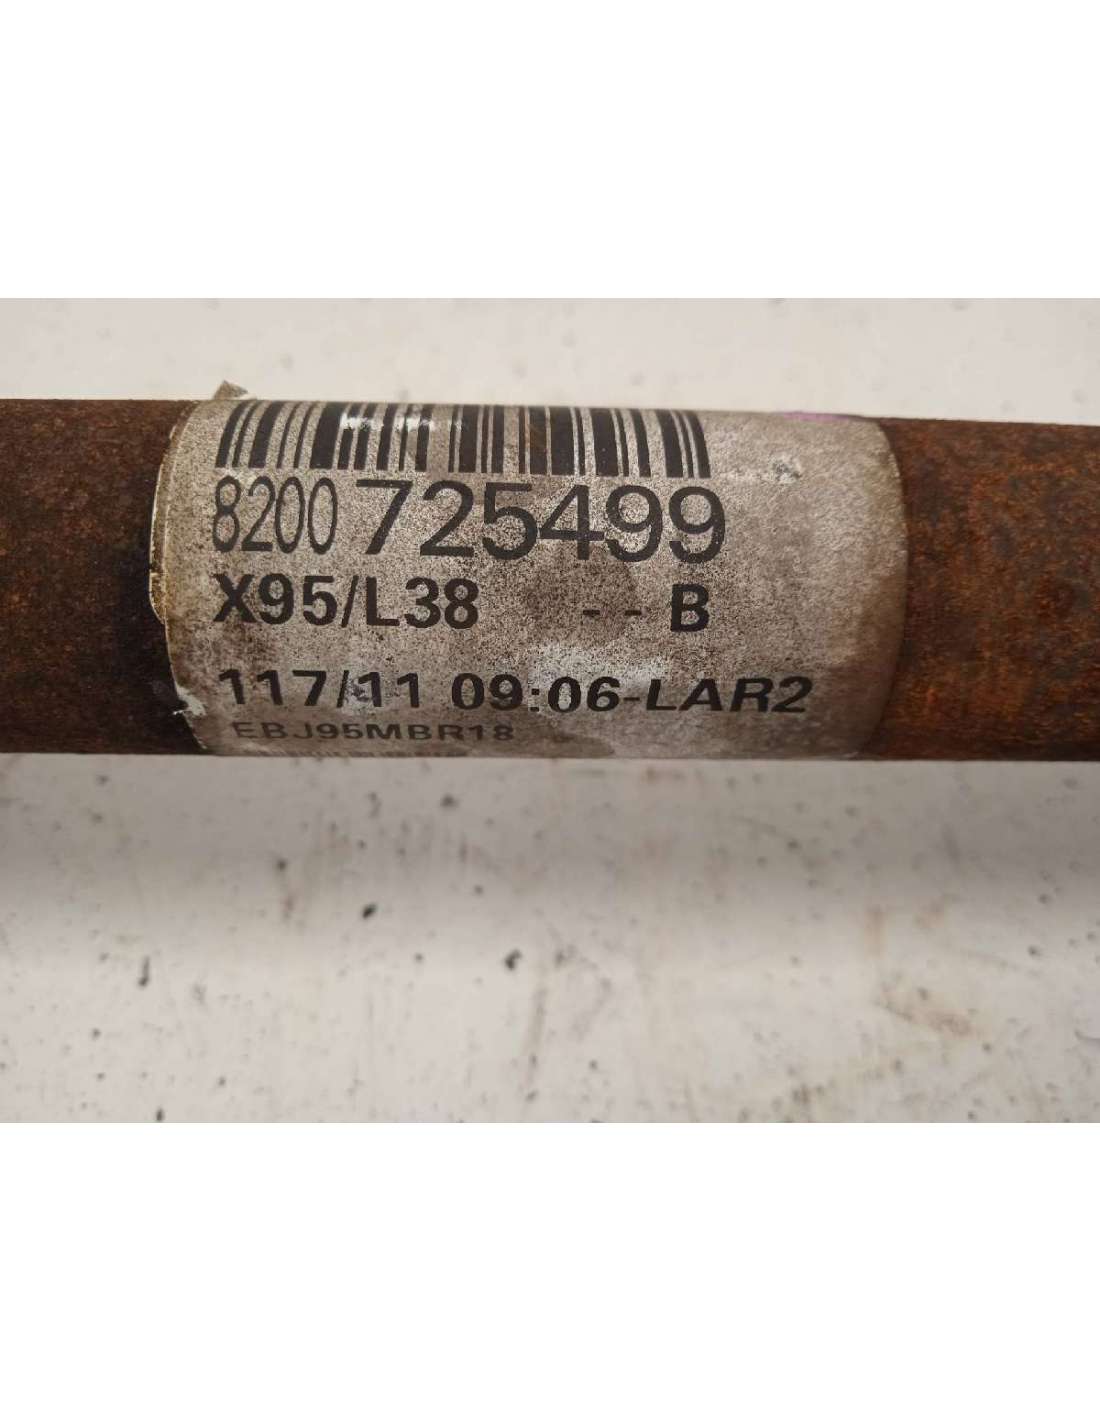 8200 725499
X95/L38 - - B
117/11 09:06-LAR2
EBJ95MBR18